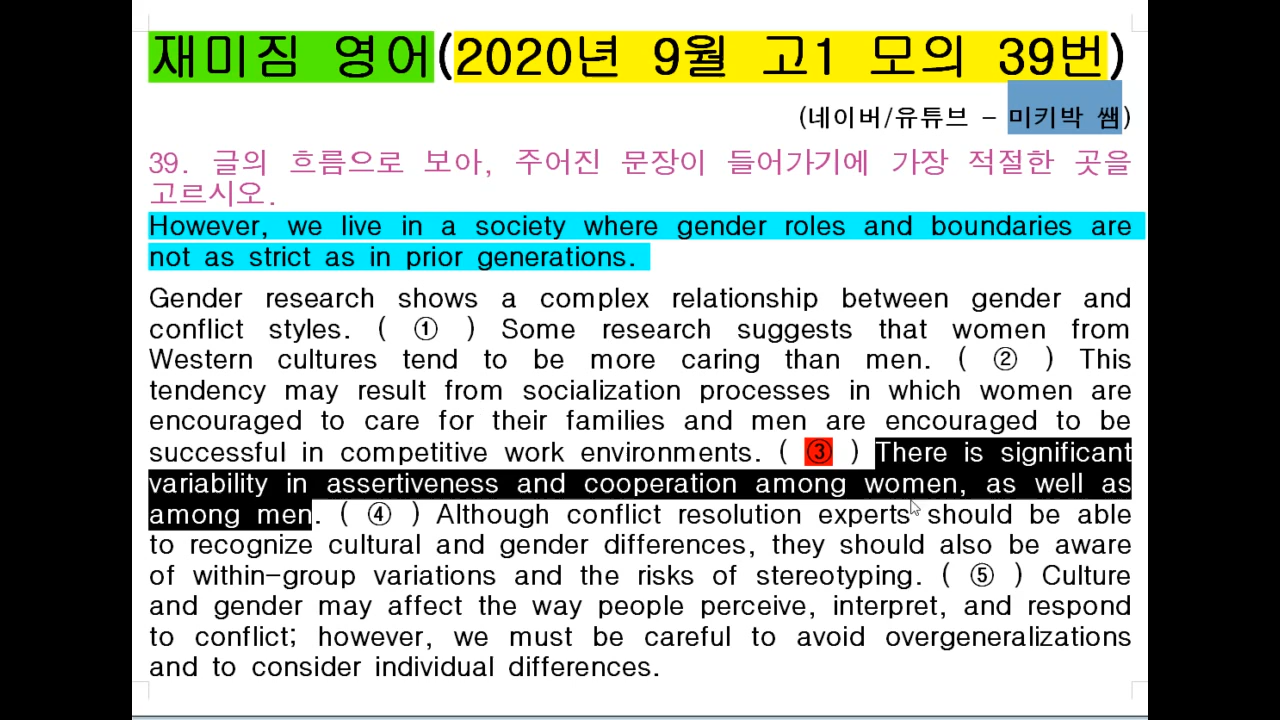 재미짐 영어(2020년 9월 고1 모의 39번)
(네이버/유튜브 - 미키박 쌤)
39. 글의 흐름으로 보아, 주어진 문장이 들어가기에 가장 적절한 곳을
고르시오.
However, we live in a society where gender roles and boundaries are
not as strict as in prior generations.
Gender research shows a complex relationship between gender and
conflict styles. ( ① ) Some research suggests that women from
Western cultures tend to be more caring than men. ( ② ) This
tendency may result from socialization processes in which women are
encouraged to care for their families and men are encouraged to be
successful in competitive work environments. ( ③ ) There is significant
variability in assertiveness and cooperation among women, as well as
among men. ( ④ ) Although conflict resolution experts should be able
to recognize cultural and gender differences, they should also be aware
of within-group variations and the risks of stereotyping. ( ⑤ ) Culture
and gender may affect the way people perceive, interpret, and respond
to conflict; however, we must be careful to avoid overgeneralizations
and to consider individual differences.